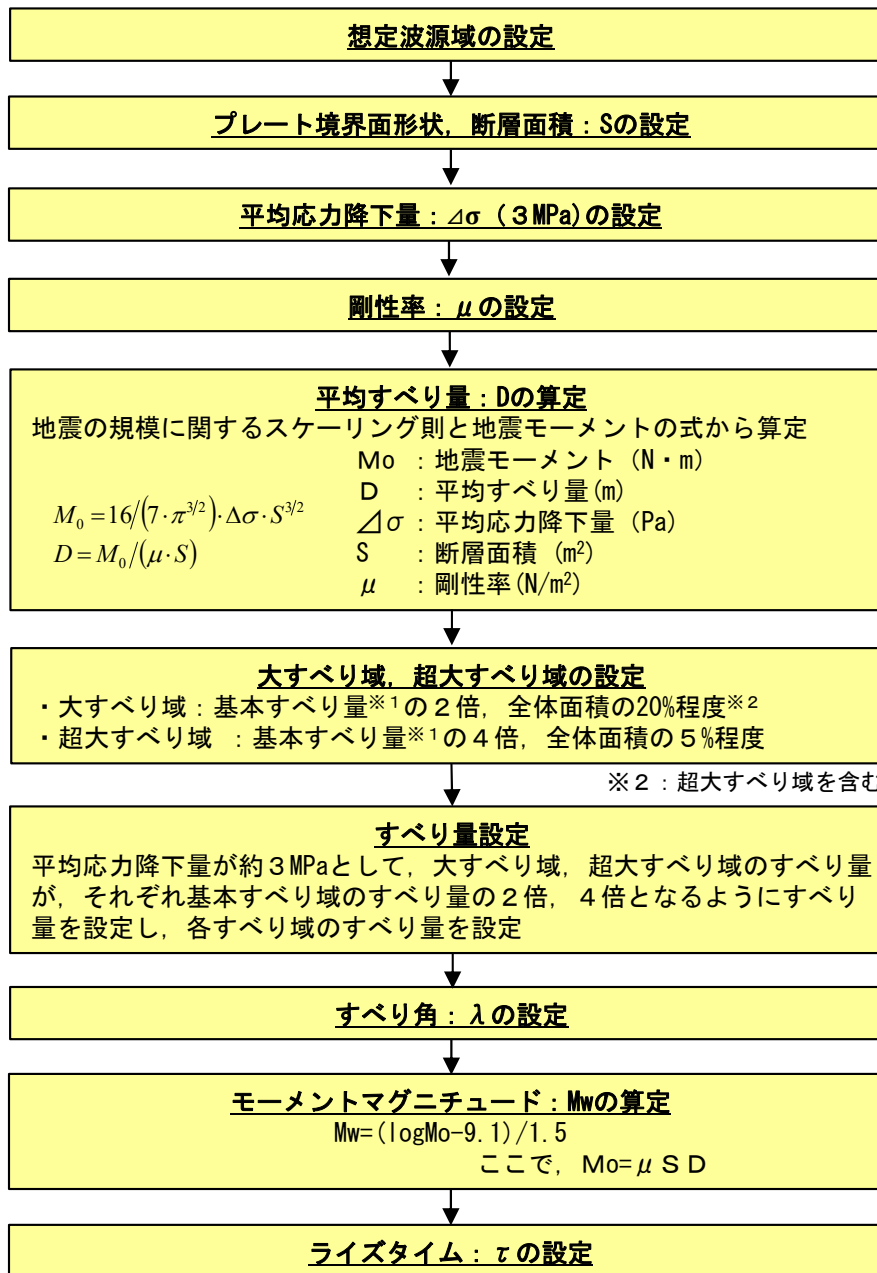 想定波源域の設定
プレート境界面形状，断層面積：Sの設定
平均応力降下量：⊿σ（３MPa)の設定
剛性率：μの設定
平均すべり量：Dの算定
地震の規模に関するスケーリング則と地震モーメントの式から算定
Ｍo ：地震モーメント（N・m）
Ｄ ：平均すべり量(m)
M₀ = 16/(7・π^{3/2})・Δσ・S^{3/2}
⊿σ：平均応力降下量（Pa）
D = M₀/(μ・S)
S ：断層面積（m²）
μ ：剛性率(N/m²)
大すべり域，超大すべり域の設定
・大すべり域：基本すべり量※¹の２倍，全体面積の20%程度※²
・超大すべり域 ：基本すべり量※¹の４倍，全体面積の５%程度
※２：超大すべり域を含む
すべり量設定
平均応力降下量が約３MPaとして，大すべり域，超大すべり域のすべり量
が，それぞれ基本すべり域のすべり量の２倍，４倍となるようにすべり
量を設定し，各すべり域のすべり量を設定
すべり角：λの設定
モーメントマグニチュード：Mwの算定
Mw=(logMo-9.1)/1.5
ここで，Ｍo=μＳＤ
ライズタイム：τの設定